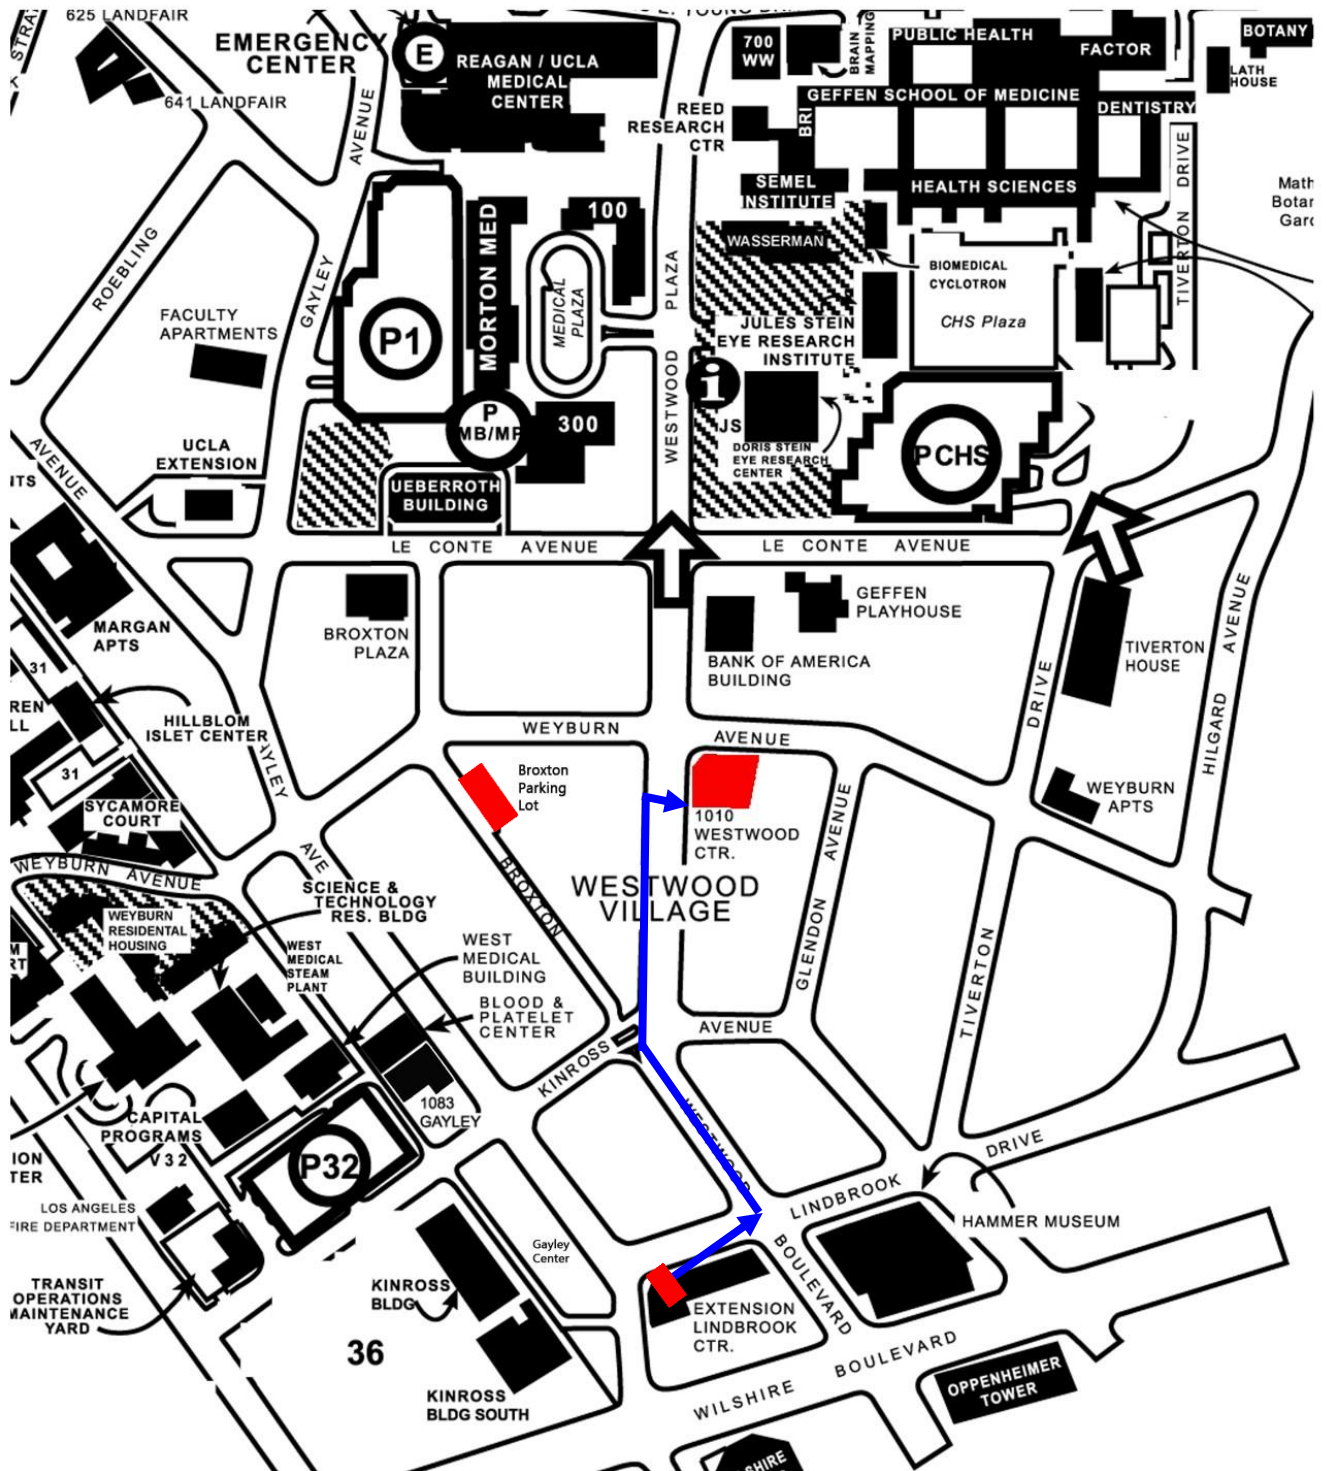 625 LANDFAIR
EMERGENCY
CENTER
E
REAGAN / UCLA
MEDICAL
CENTER
641 LANDFAIR
AVENUE
700
WW
BRAIN
MAPPING
PUBLIC HEALTH
FACTOR
BOTANY
LATH
HOUSE
GEFFEN SCHOOL OF MEDICINE
DENTISTRY
BRI
REED
RESEARCH
CTR
SEMEL
INSTITUTE
HEALTH SCIENCES
TIVERTON DRIVE
WASSERMAN
BIOMEDICAL
CYCLOTRON
CHS Plaza
JULES STEIN
EYE RESEARCH
INSTITUTE
ROEBLING
GAYLEY
FACULTY
APARTMENTS
P1
MORTON MED
100
MEDICAL
PLAZA
WESTWOOD PLAZA
i
JS
DORIS STEIN
EYE RESEARCH
CENTER
P CHS
P
MB/MP
300
AVENUE
UCLA
EXTENSION
UEBERROTH
BUILDING
LE CONTE AVENUE
LE CONTE AVENUE
MARGAN
APTS
BROXTON
PLAZA
BANK OF AMERICA
BUILDING
GEFFEN
PLAYHOUSE
TIVERTON
HOUSE
DRIVE
HILGARD AVENUE
31
HILLBLOM
ISLET CENTER
31
SYCAMORE
COURT
WEYBURN
AVENUE
Broxton
Parking
Lot
1010
WESTWOOD
CTR.
WEYBURN
APTS
GLENDON AVENUE
WEYBURN AVENUE
AVE
BROXTON
WESTWOOD
VILLAGE
SCIENCE &
TECHNOLOGY
RES. BLDG
WEYBURN
RESIDENTIAL
HOUSING
WEST
MEDICAL
STEAM
PLANT
WEST
MEDICAL
BUILDING
BLOOD &
PLATELET
CENTER
TIVERTON
KINROSS
AVENUE
1083
GAYLEY
CAPITAL
PROGRAMS
V 3 2
P32
WESTWOOD
BOULEVARD
LINDBROOK
DRIVE
HAMMER MUSEUM
LOS ANGELES
FIRE DEPARTMENT
TRANSIT
OPERATIONS
MAINTENANCE
YARD
Gayley
Center
KINROSS
BLDG
36
KINROSS
BLDG SOUTH
EXTENSION
LINDBROOK
CTR.
WILSHIRE BOULEVARD
OPPENHEIMER
TOWER